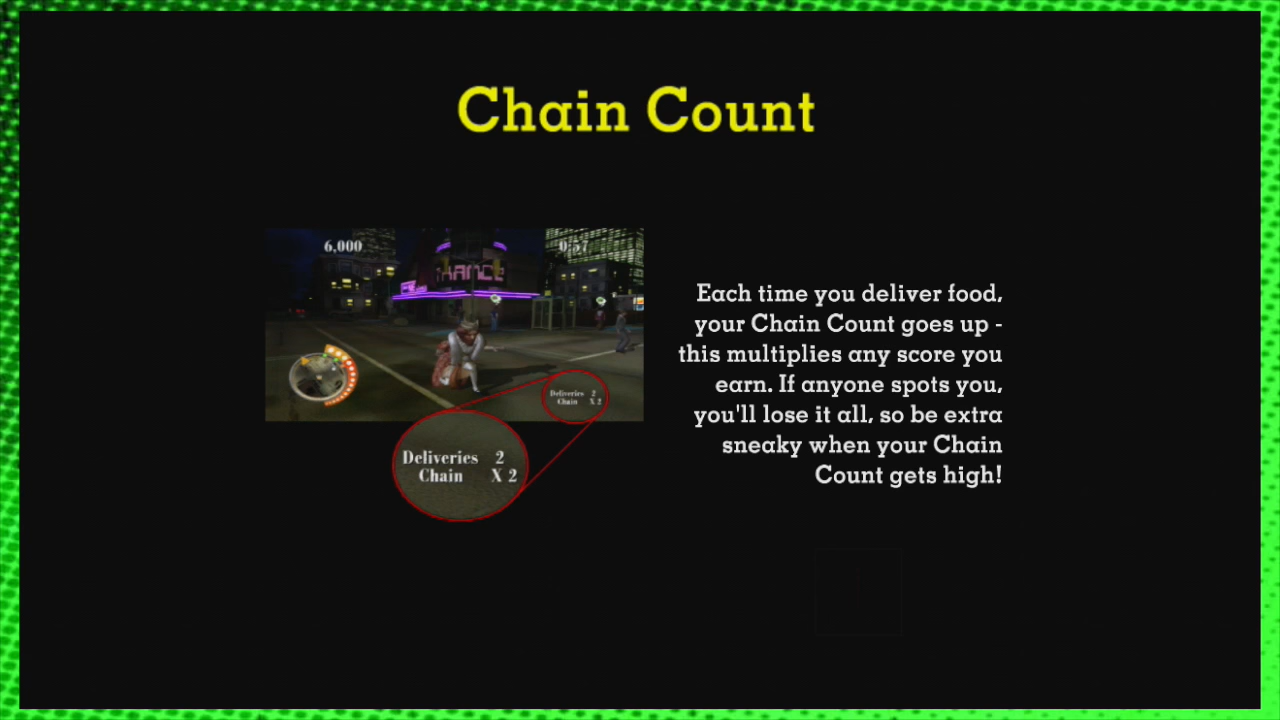 Chain Count
6,000
0:57
TRANCE
Deliveries 2
Chain X 2
Deliveries 2
Chain X 2
Each time you deliver food,
your Chain Count goes up -
this multiplies any score you
earn. If anyone spots you,
you'll lose it all, so be extra
sneaky when your Chain
Count gets high!